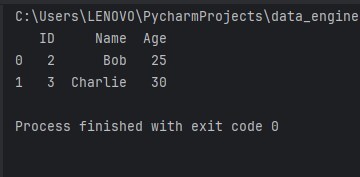 C:\Users\LENOVO\PycharmProjects\data_engine
   ID     Name  Age
0   2      Bob   25
1   3  Charlie   30
Process finished with exit code 0